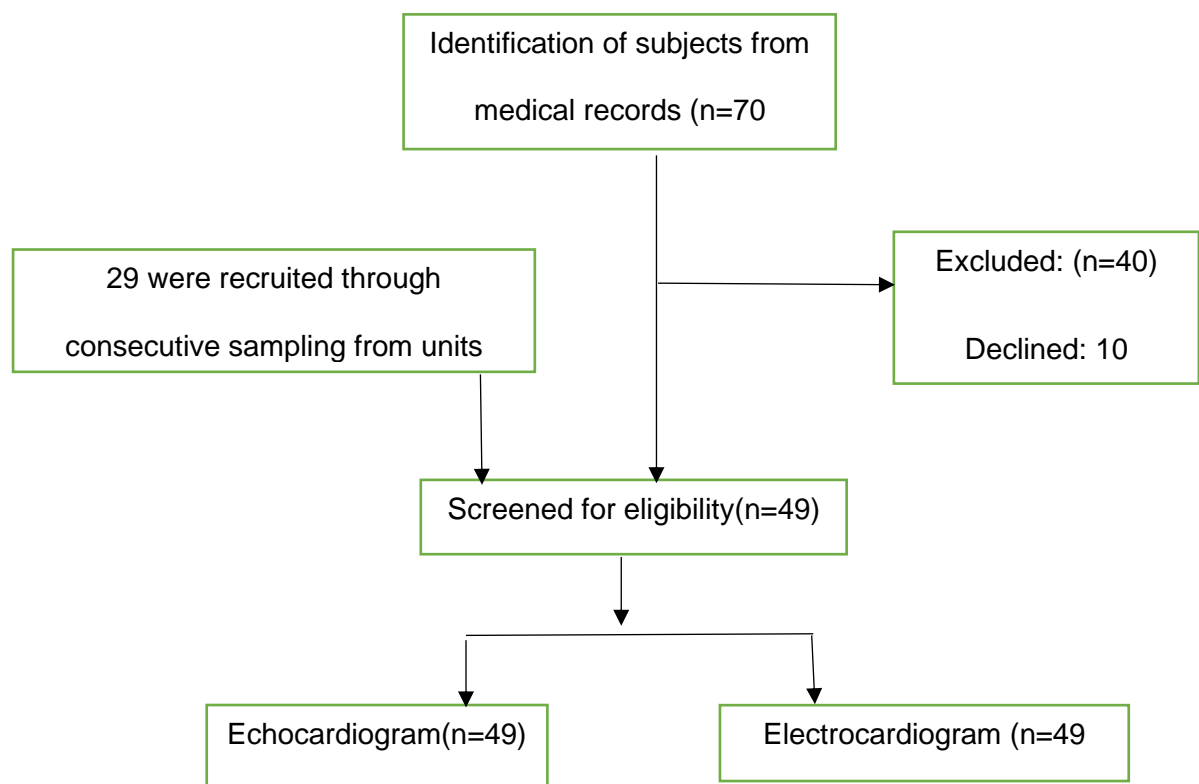 Identification of subjects from
medical records (n=70
29 were recruited through
consecutive sampling from units
Excluded: (n=40)
Declined: 10
Screened for eligibility(n=49)
Echocardiogram(n=49)
Electrocardiogram (n=49